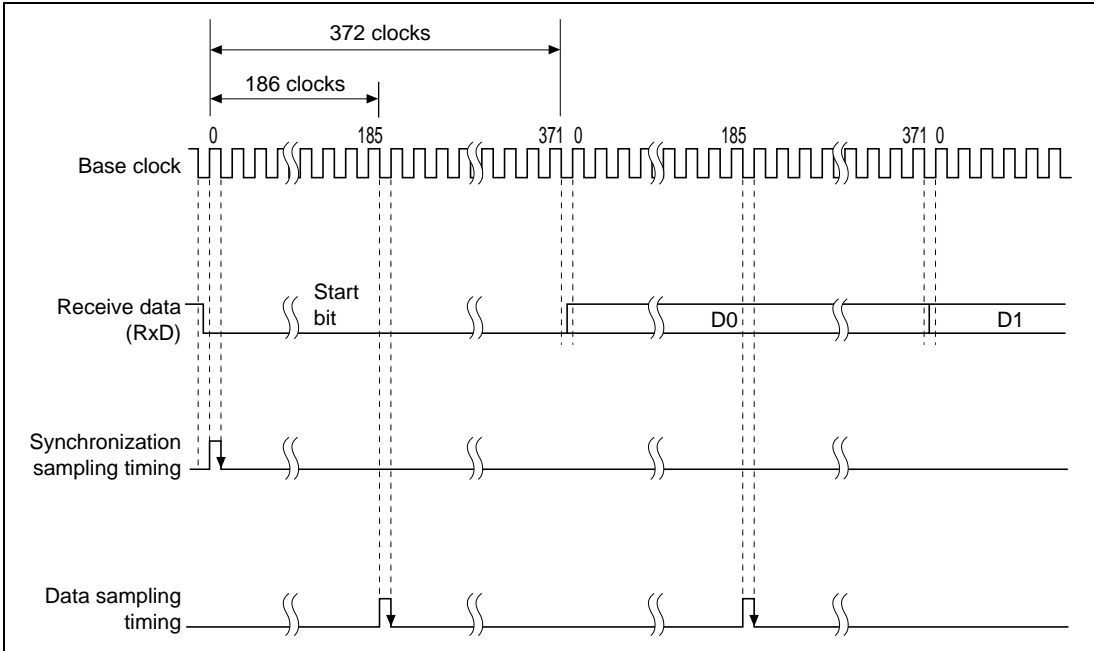 372 clocks
186 clocks
0 185 371 0 185 371 0
Base clock
Receive data
(RxD)
Start
bit
D0 D1
Synchronization
sampling timing
Data sampling
timing